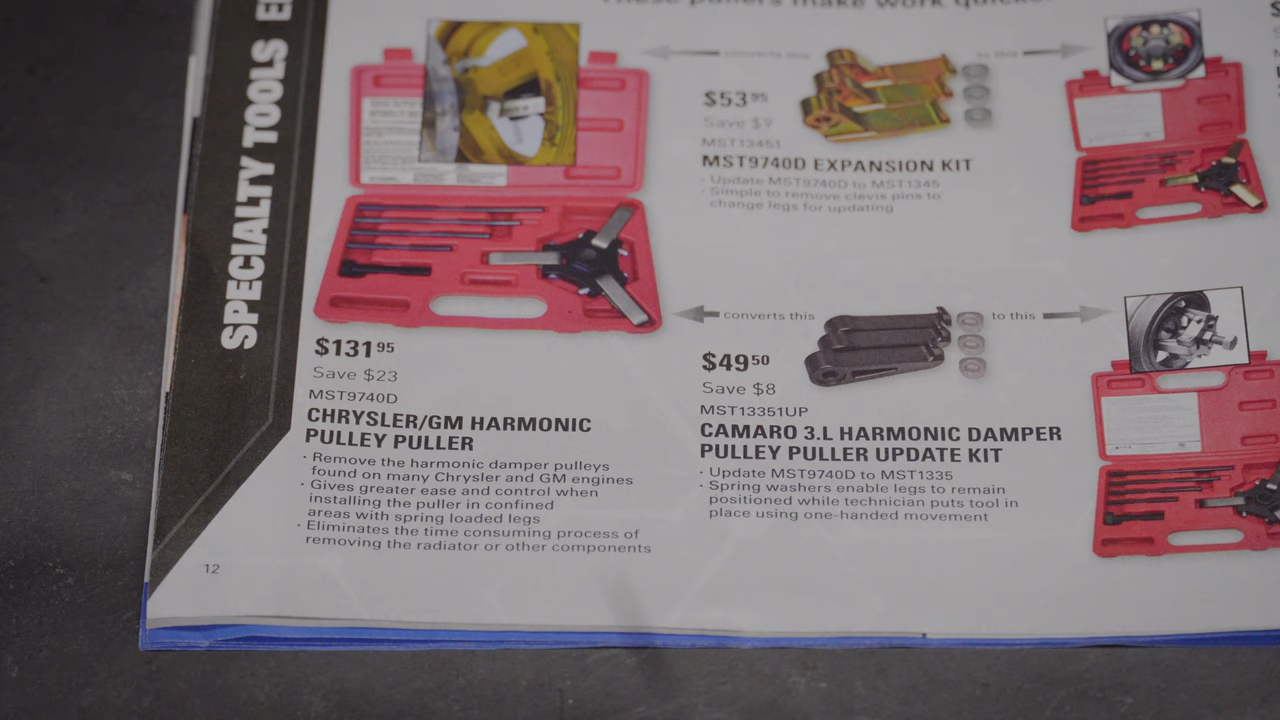 SPECIALTY TOOLS
These pullers make work quick
converts this
to this
$53.95
Save $9
MST13451
MST9740D EXPANSION KIT
· Update MST9740D to MST1345
· Simple to remove clevis pins to
change legs for updating
converts this
to this
$131.95
Save $23
MST9740D
CHRYSLER/GM HARMONIC
PULLEY PULLER
· Remove the harmonic damper pulleys
found on many Chrysler and GM engines
· Gives greater ease and control when
installing the puller in confined
areas with spring loaded legs
· Eliminates the time consuming process of
removing the radiator or other components
$49.50
Save $8
MST13351UP
CAMARO 3.L HARMONIC DAMPER
PULLEY PULLER UPDATE KIT
· Update MST9740D to MST1335
· Spring washers enable legs to remain
positioned while technician puts tool in
place using one-handed movement
12